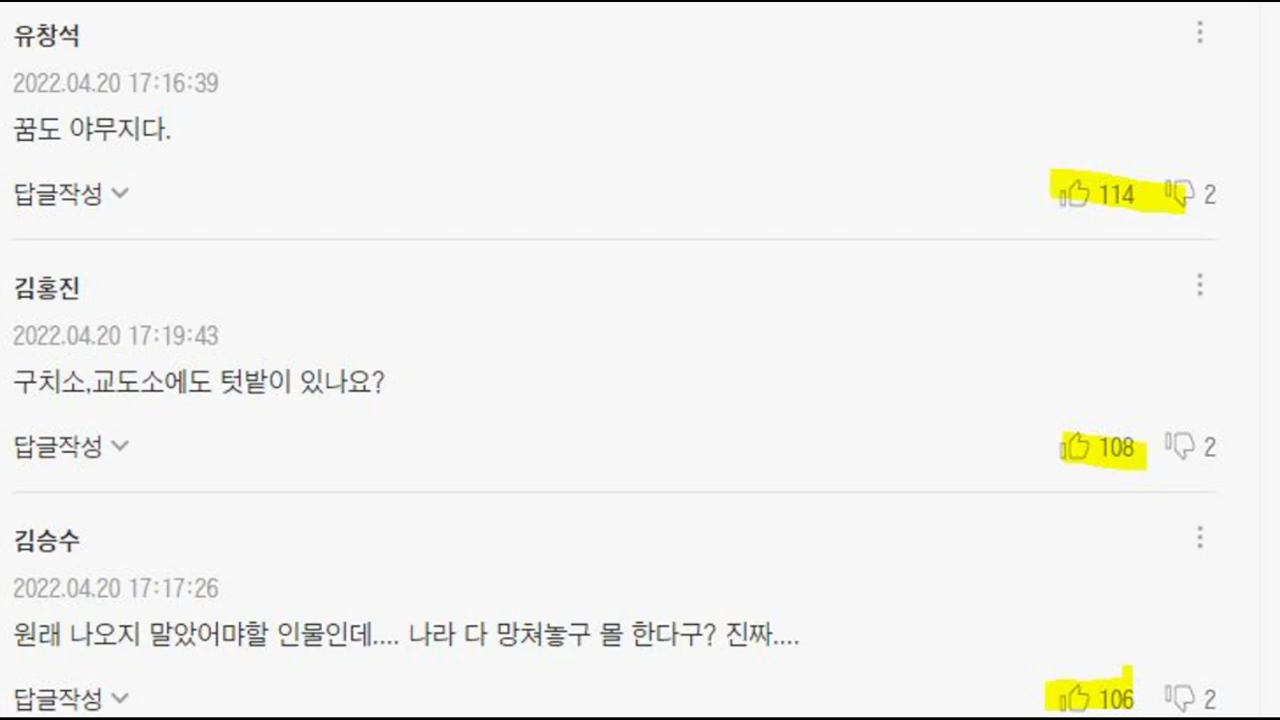 유창석
2022.04.20 17:16:39
꿈도 야무지다.
답글작성 114 2
김홍진
2022.04.20 17:19:43
구치소,교도소에도 텃밭이 있나요?
답글작성 108 2
김승수
2022.04.20 17:17:26
원래 나오지 말았어먀할 인물인데.... 나라 다 망쳐놓구 몰 한다구? 진짜....
답글작성 106 2